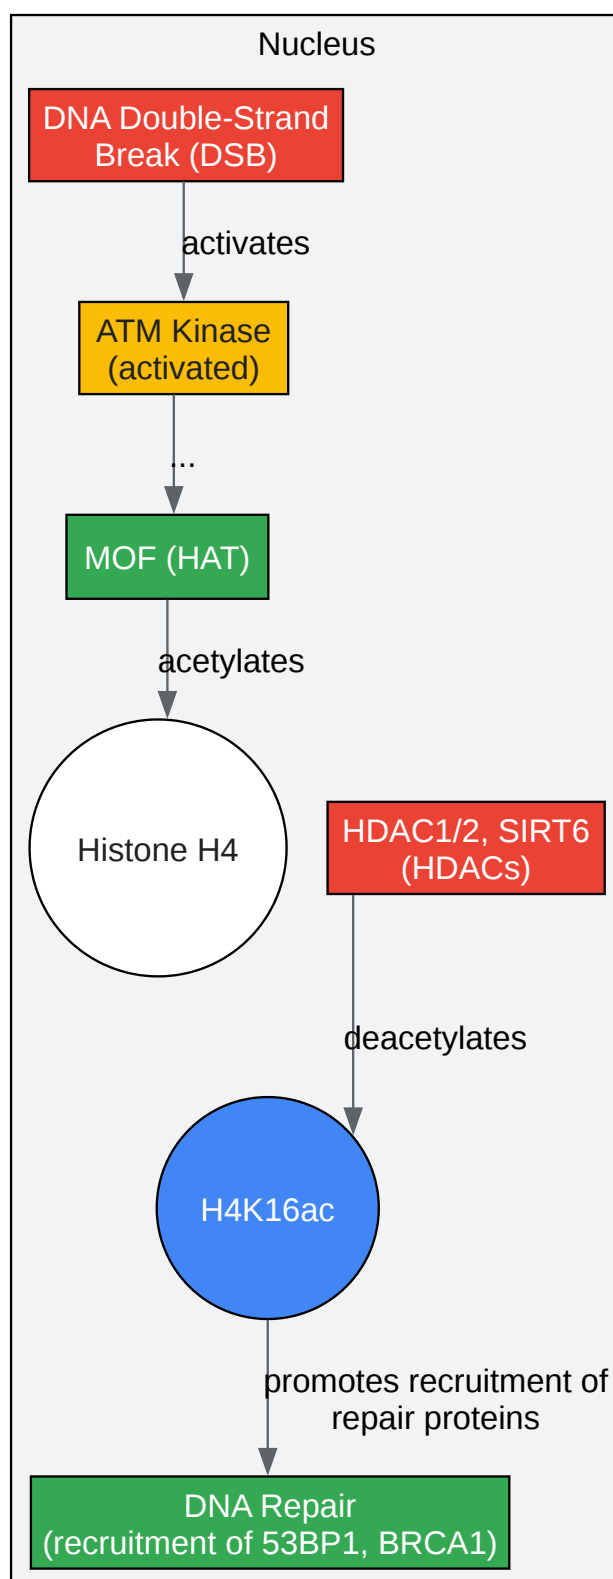 Nucleus
DNA Double-Strand
Break (DSB)
activates
ATM Kinase
(activated)
...
MOF (HAT)
acetylates
Histone H4
HDAC1/2, SIRT6
(HDACs)
deacetylates
H4K16ac
promotes recruitment of
repair proteins
DNA Repair
(recruitment of 53BP1, BRCA1)